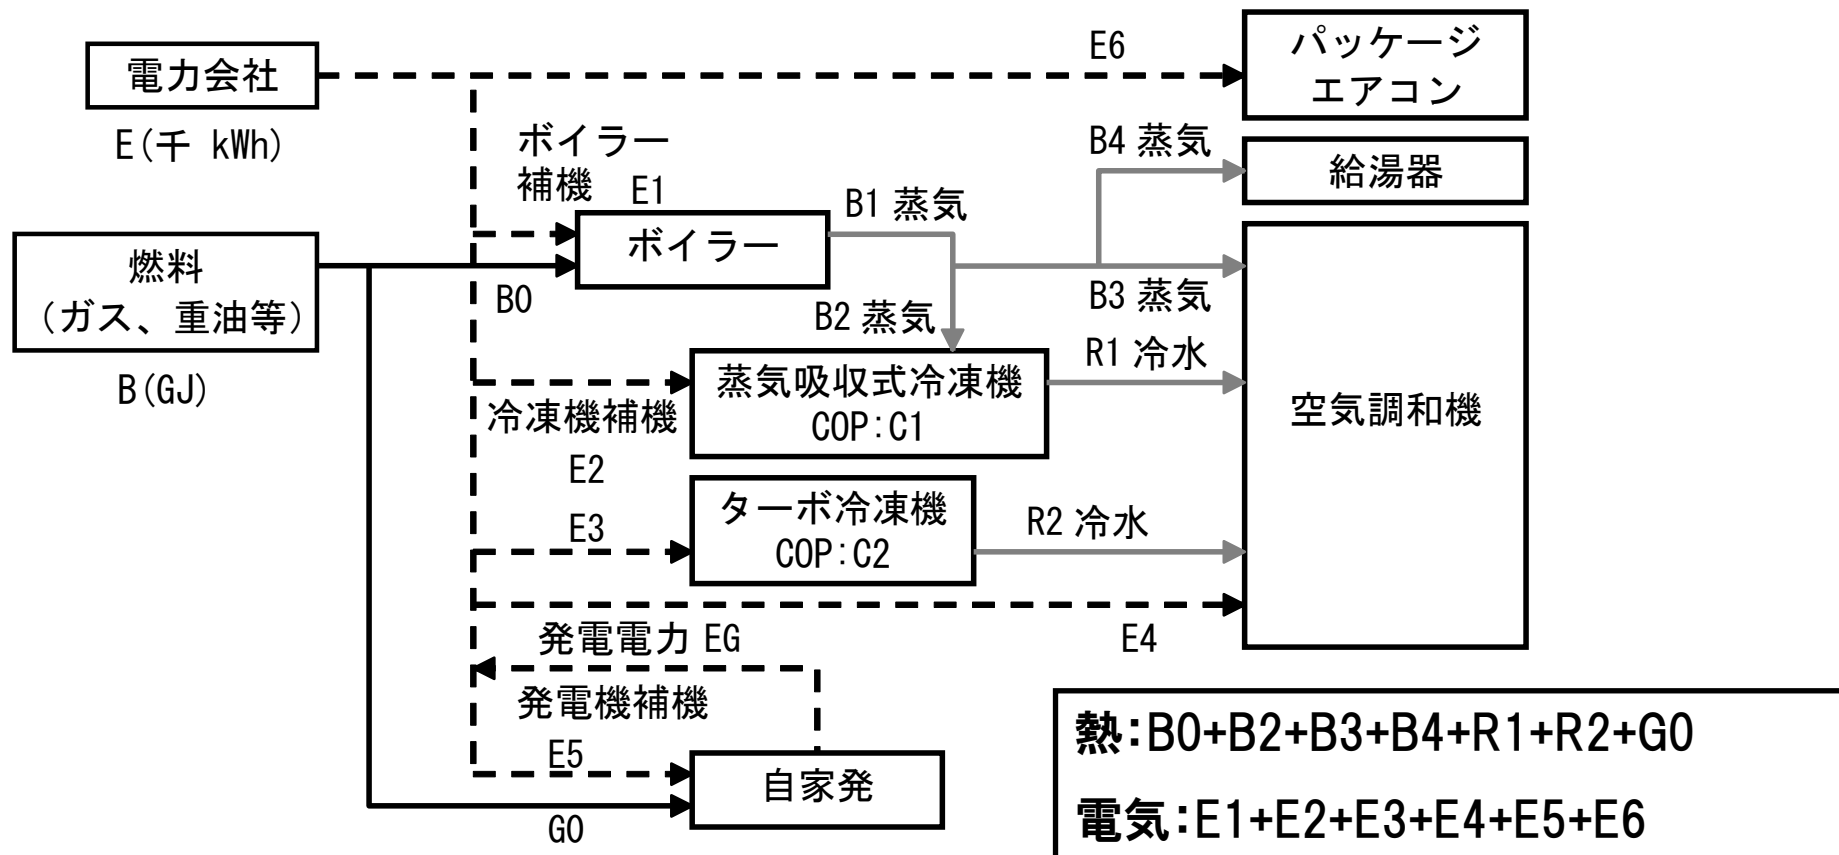 電力会社
E(千 kWh)
燃料
(ガス、重油等)
B(GJ)
E6
パッケージ
エアコン
ボイラー
補機
E1
ボイラー
B0
B1 蒸気
B4 蒸気
給湯器
B2 蒸気
B3 蒸気
冷凍機補機
E2
蒸気吸収式冷凍機
COP:C1
R1 冷水
空気調和機
E3
ターボ冷凍機
COP:C2
R2 冷水
E4
発電電力 EG
発電機補機
E5
自家発
G0
熱:B0+B2+B3+B4+R1+R2+G0
電気:E1+E2+E3+E4+E5+E6